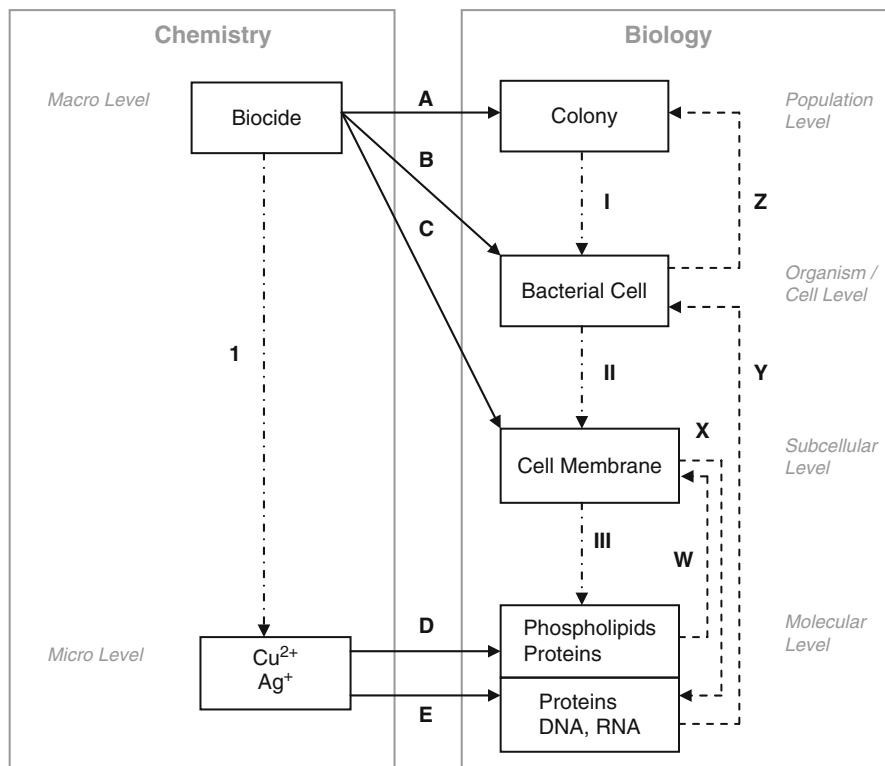 Chemistry
Biology
Macro Level
Biocide
A
Colony
Population
Level
B
I
Z
C
Bacterial Cell
Organism /
Cell Level
1
II
Y
X
Cell Membrane
Subcellular
Level
III
W
D
Phospholipids
Proteins
Molecular
Level
Micro Level
Cu²⁺
Ag⁺
E
Proteins
DNA, RNA